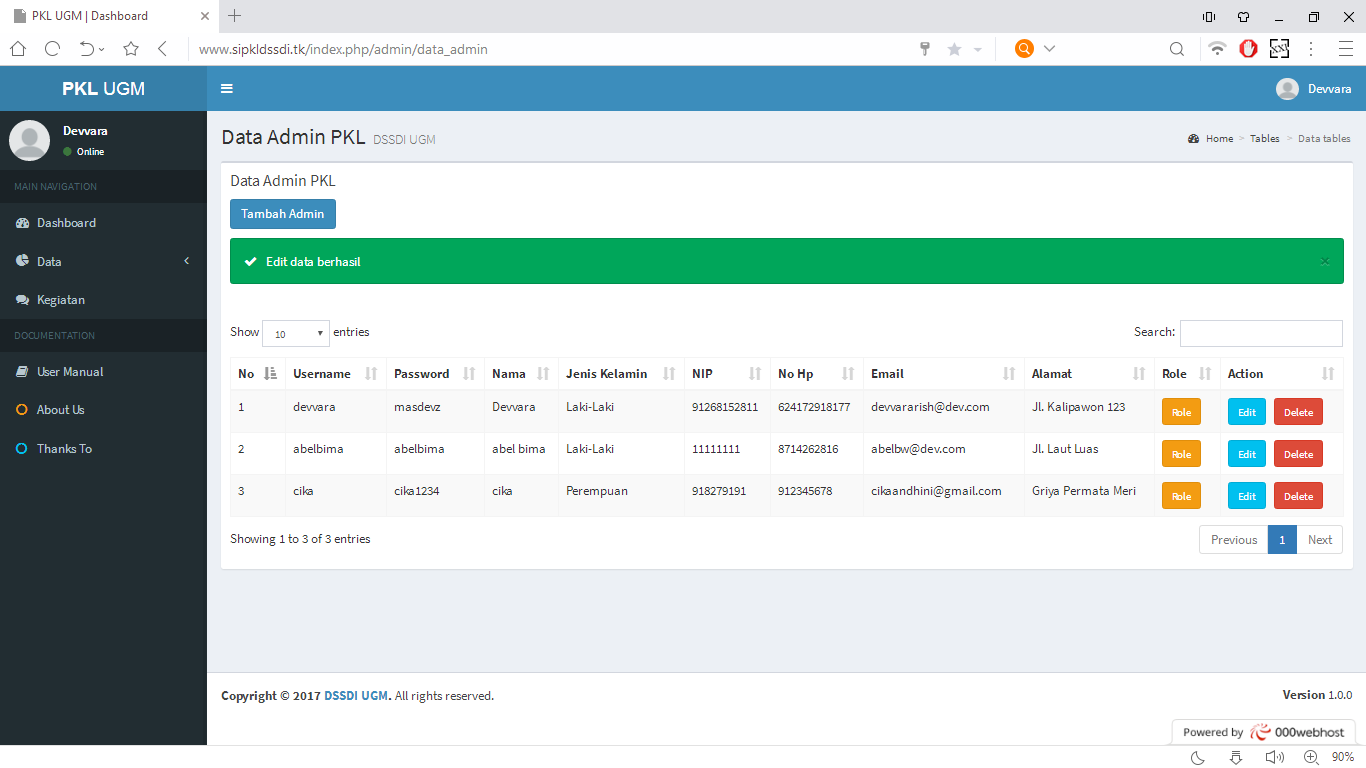 PKL UGM | Dashboard
www.sipkldssdi.tk/index.php/admin/data_admin
PKL UGM
Devvara
Devvara
Online
MAIN NAVIGATION
Dashboard
Data
Kegiatan
DOCUMENTATION
User Manual
About Us
Thanks To
Data Admin PKL DSSDI UGM
Home > Tables > Data tables
Data Admin PKL
Tambah Admin
Edit data berhasil ×
Show 10 entries Search:
No Username Password Nama Jenis Kelamin NIP No Hp Email Alamat Role Action
1 devvara masdevz Devvara Laki-Laki 91268152811 624172918177 devvararish@dev.com Jl. Kalipawon 123 Role Edit Delete
2 abelbima abelbima abel bima Laki-Laki 11111111 8714262816 abelbw@dev.com Jl. Laut Luas Role Edit Delete
3 cika cika1234 cika Perempuan 918279191 912345678 cikaandhini@gmail.com Griya Permata Meri Role Edit Delete
Showing 1 to 3 of 3 entries Previous 1 Next
Copyright © 2017 DSSDI UGM. All rights reserved. Version 1.0.0
Powered by 000webhost
90%